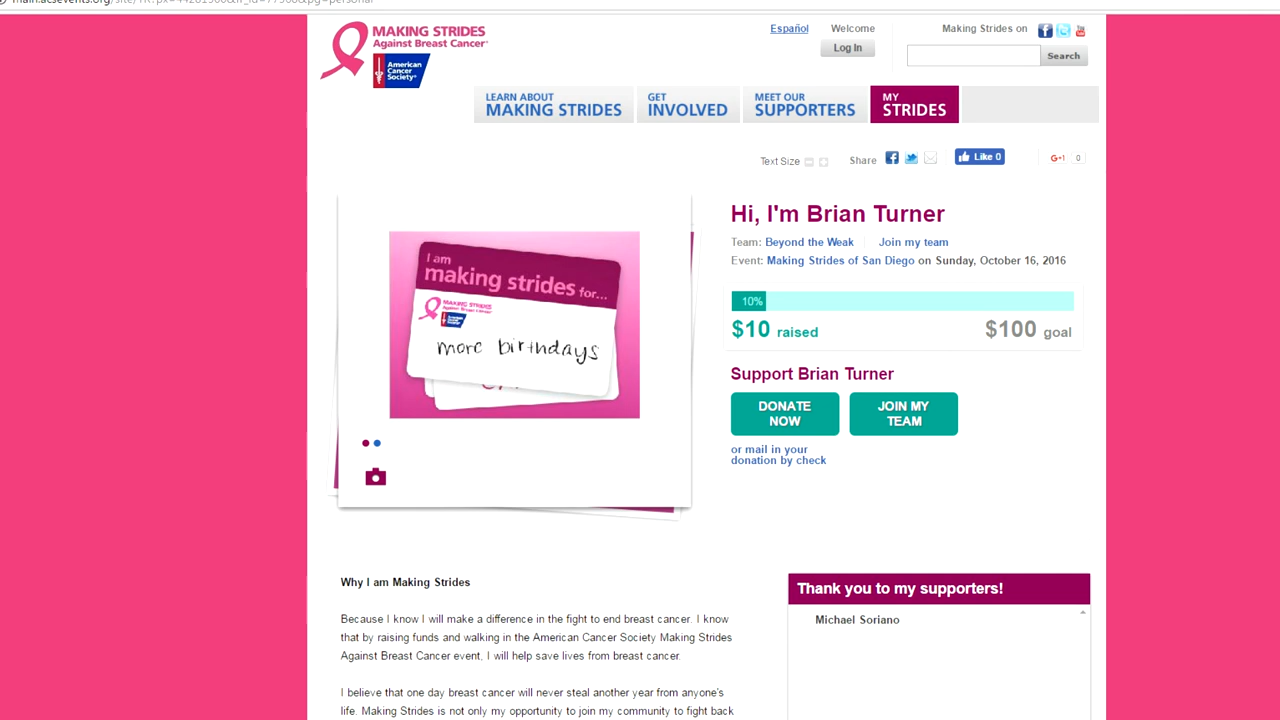 MAKING STRIDES
Against Breast Cancer
American
Cancer
Society
Español
Welcome
Log In
Making Strides on
Search
LEARN ABOUT
MAKING STRIDES
GET
INVOLVED
MEET OUR
SUPPORTERS
MY
STRIDES
Text Size
Share
Like 0
G+1
0
I am
making strides for...
MAKING STRIDES
Against Breast Cancer
American
Cancer
Society
more birthdays
Hi, I'm Brian Turner
Team: Beyond the Weak Join my team
Event: Making Strides of San Diego on Sunday, October 16, 2016
10%
$10 raised
$100 goal
Support Brian Turner
DONATE
NOW
JOIN MY
TEAM
or mail in your
donation by check
Why I am Making Strides
Because I know I will make a difference in the fight to end breast cancer. I know
that by raising funds and walking in the American Cancer Society Making Strides
Against Breast Cancer event, I will help save lives from breast cancer.
I believe that one day breast cancer will never steal another year from anyone's
life. Making Strides is not only my opportunity to join my community to fight back
Thank you to my supporters!
Michael Soriano